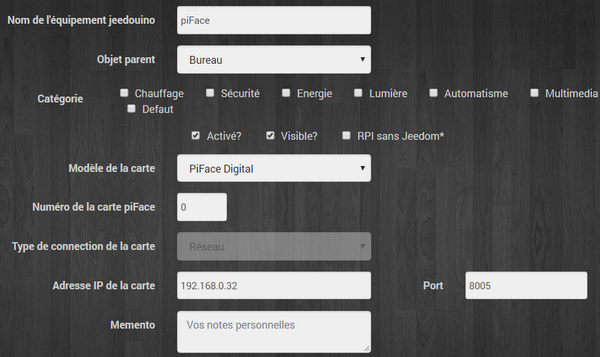 Nom de l'équipement jeedouino piFace
Objet parent Bureau
Catégorie Chauffage Sécurité Energie Lumière Automatisme Multimedia
Defaut
Activé? Visible? RPI sans Jeedom*
Modèle de la carte PiFace Digital
Numéro de la carte piFace 0
Type de connection de la carte Réseau
Adresse IP de la carte 192.168.0.32 Port 8005
Memento Vos notes personnelles